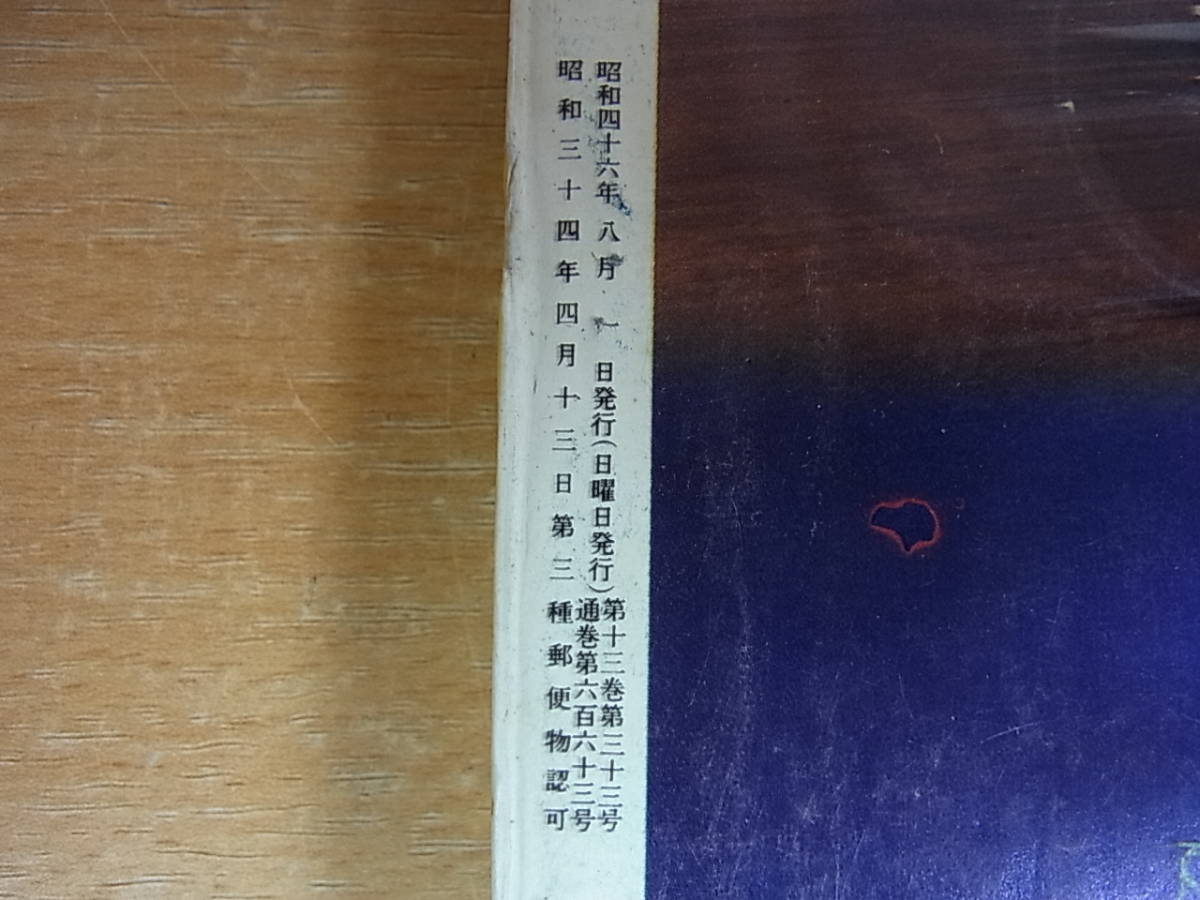 昭和四十六年八月一日発行(日曜日発行)第十三巻第三十三号
通巻第六百六十三号
昭和三十四年四月十三日第三種郵便物認可